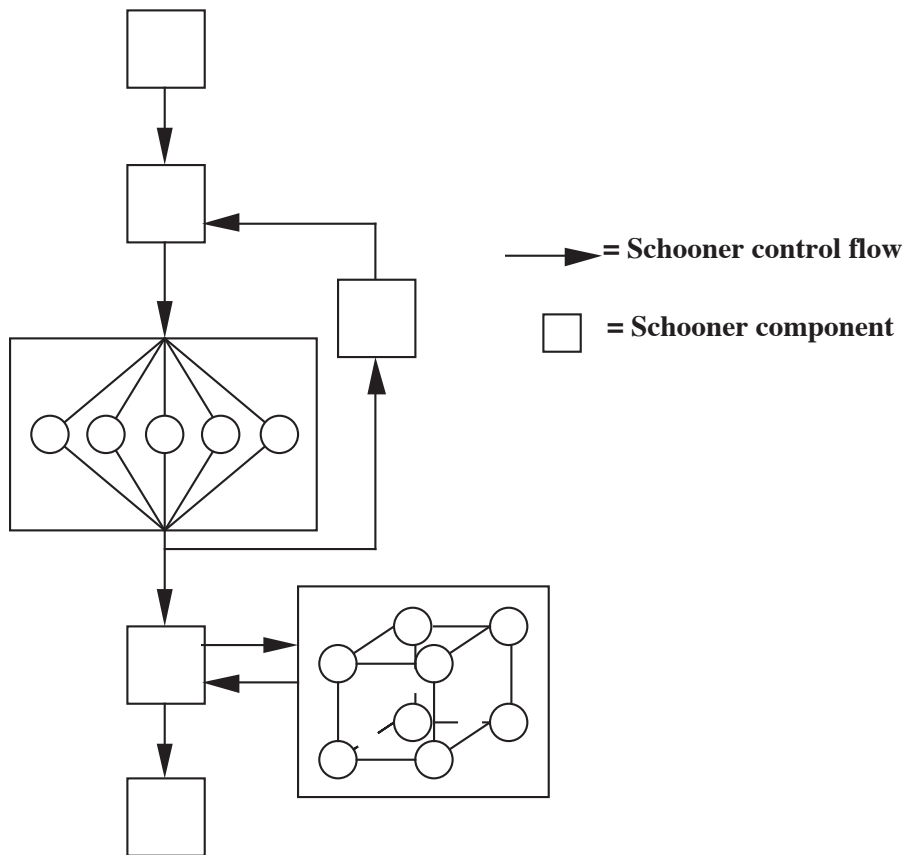 = Schooner control flow
= Schooner component